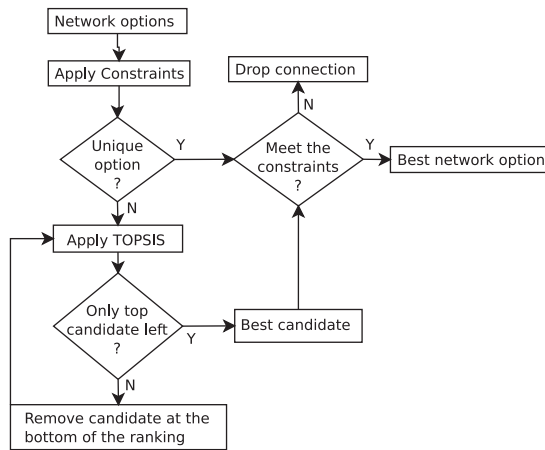 Network options
Apply Constraints
Drop connection
N
Unique
option
?
Y
Meet the
constraints
?
Y
Best network option
N
Apply TOPSIS
Only top
candidate left
?
Y
Best candidate
N
Remove candidate at the
bottom of the ranking